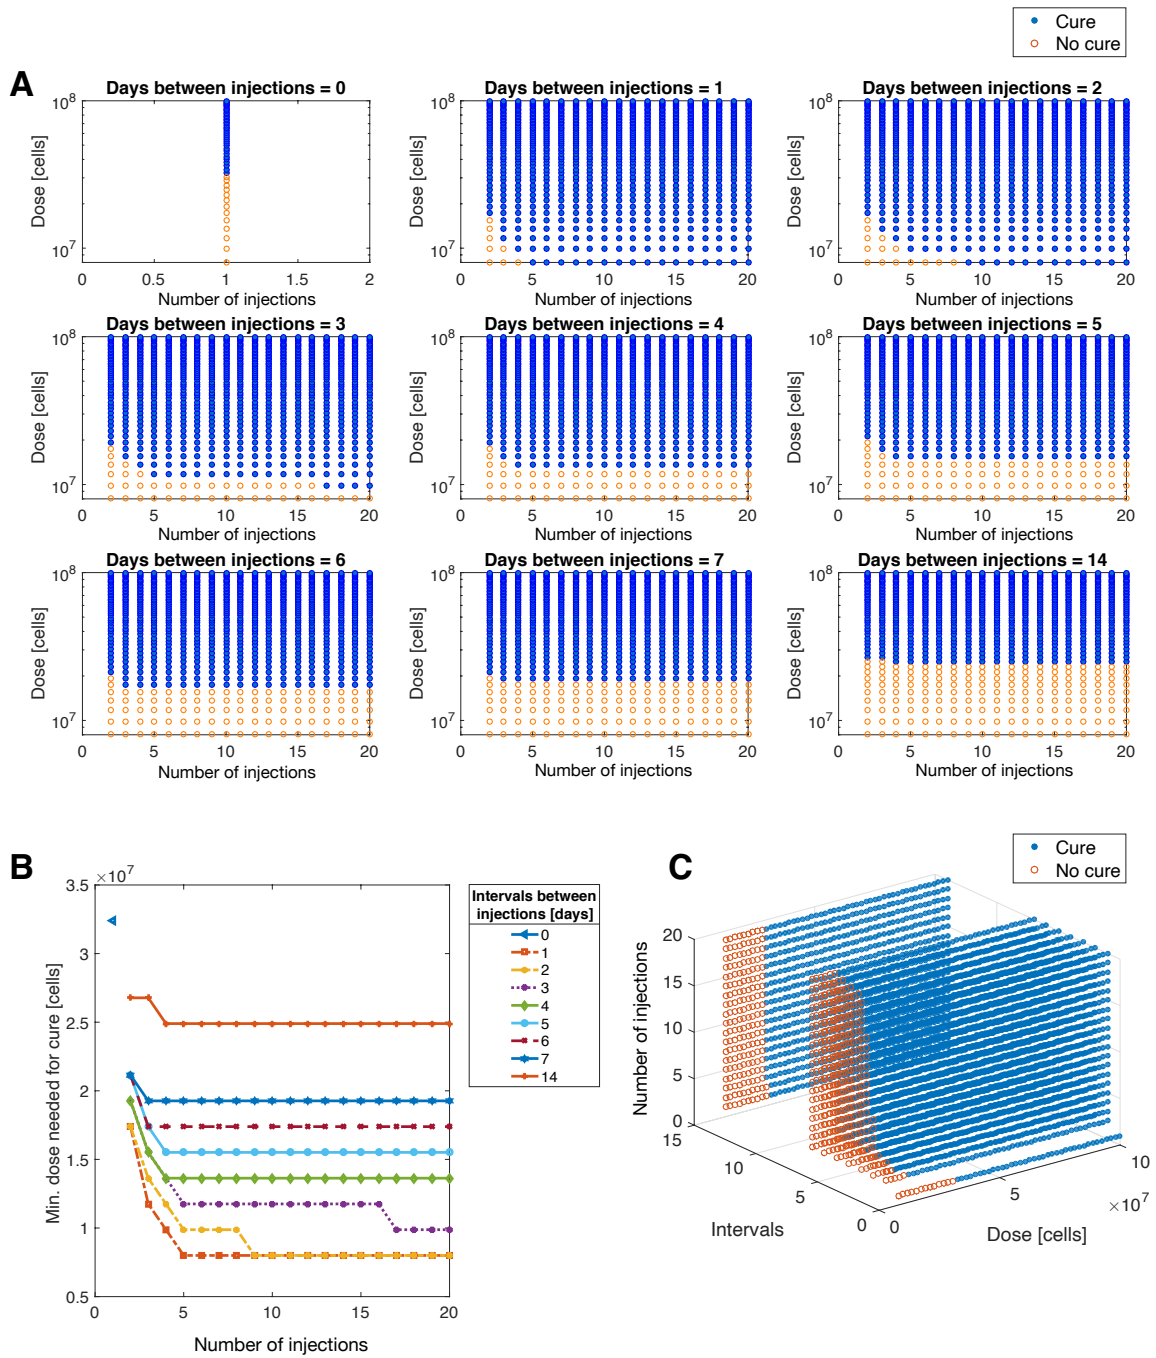 Cure
No cure
A
Days between injections = 0
Days between injections = 1
Days between injections = 2
10^8
10^7
Dose [cells]
0 0.5 1 1.5 2
Number of injections
10^8
10^7
Dose [cells]
0 5 10 15 20
Number of injections
10^8
10^7
Dose [cells]
0 5 10 15 20
Number of injections
Days between injections = 3
Days between injections = 4
Days between injections = 5
10^8
10^7
Dose [cells]
0 5 10 15 20
Number of injections
10^8
10^7
Dose [cells]
0 5 10 15 20
Number of injections
10^8
10^7
Dose [cells]
0 5 10 15 20
Number of injections
Days between injections = 6
Days between injections = 7
Days between injections = 14
10^8
10^7
Dose [cells]
0 5 10 15 20
Number of injections
10^8
10^7
Dose [cells]
0 5 10 15 20
Number of injections
10^8
10^7
Dose [cells]
0 5 10 15 20
Number of injections
B
×10^7
3.5
3
2.5
2
1.5
1
0.5
Min. dose needed for cure [cells]
0 5 10 15 20
Number of injections
Intervals between
injections [days]
0
1
2
3
4
5
6
7
14
C
Cure
No cure
20
15
10
5
0
Number of injections
15
10
5
0
Intervals
0
5
10
×10^7
Dose [cells]